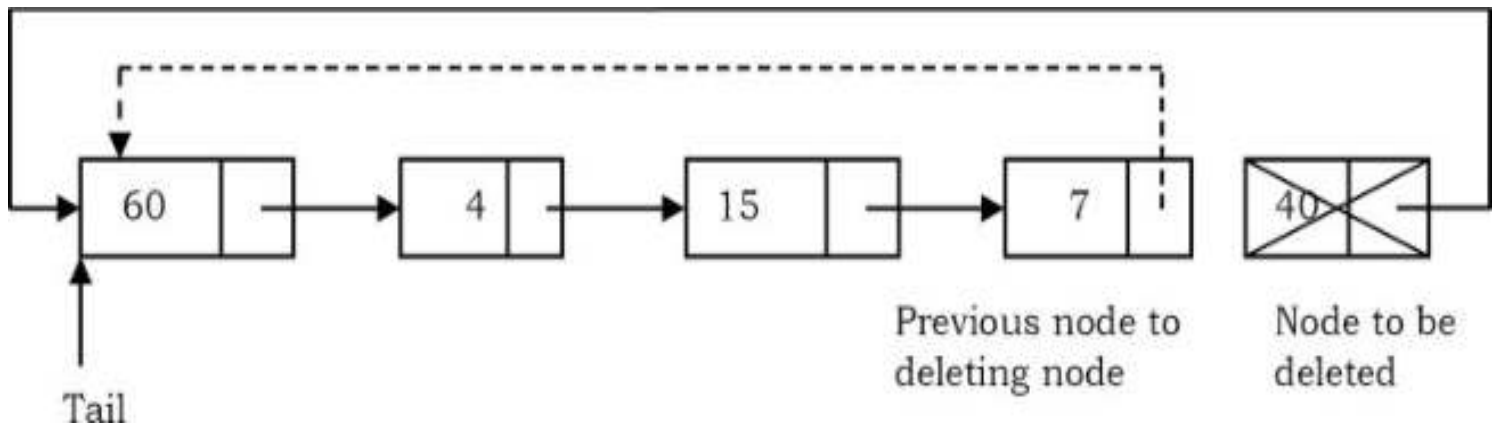 60 4 15 7 40
Previous node to
deleting node
Node to be
deleted
Tail